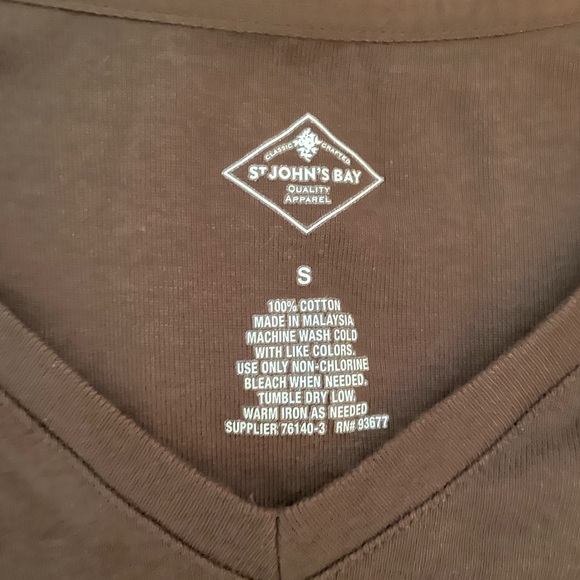 CLASSIC CRAFTED
ST JOHN'S BAY
QUALITY
APPAREL
S
100% COTTON
MADE IN MALAYSIA
MACHINE WASH COLD
WITH LIKE COLORS.
USE ONLY NON-CHLORINE
BLEACH WHEN NEEDED.
TUMBLE DRY LOW.
WARM IRON AS NEEDED
SUPPLIER 76140-3 RN# 93677